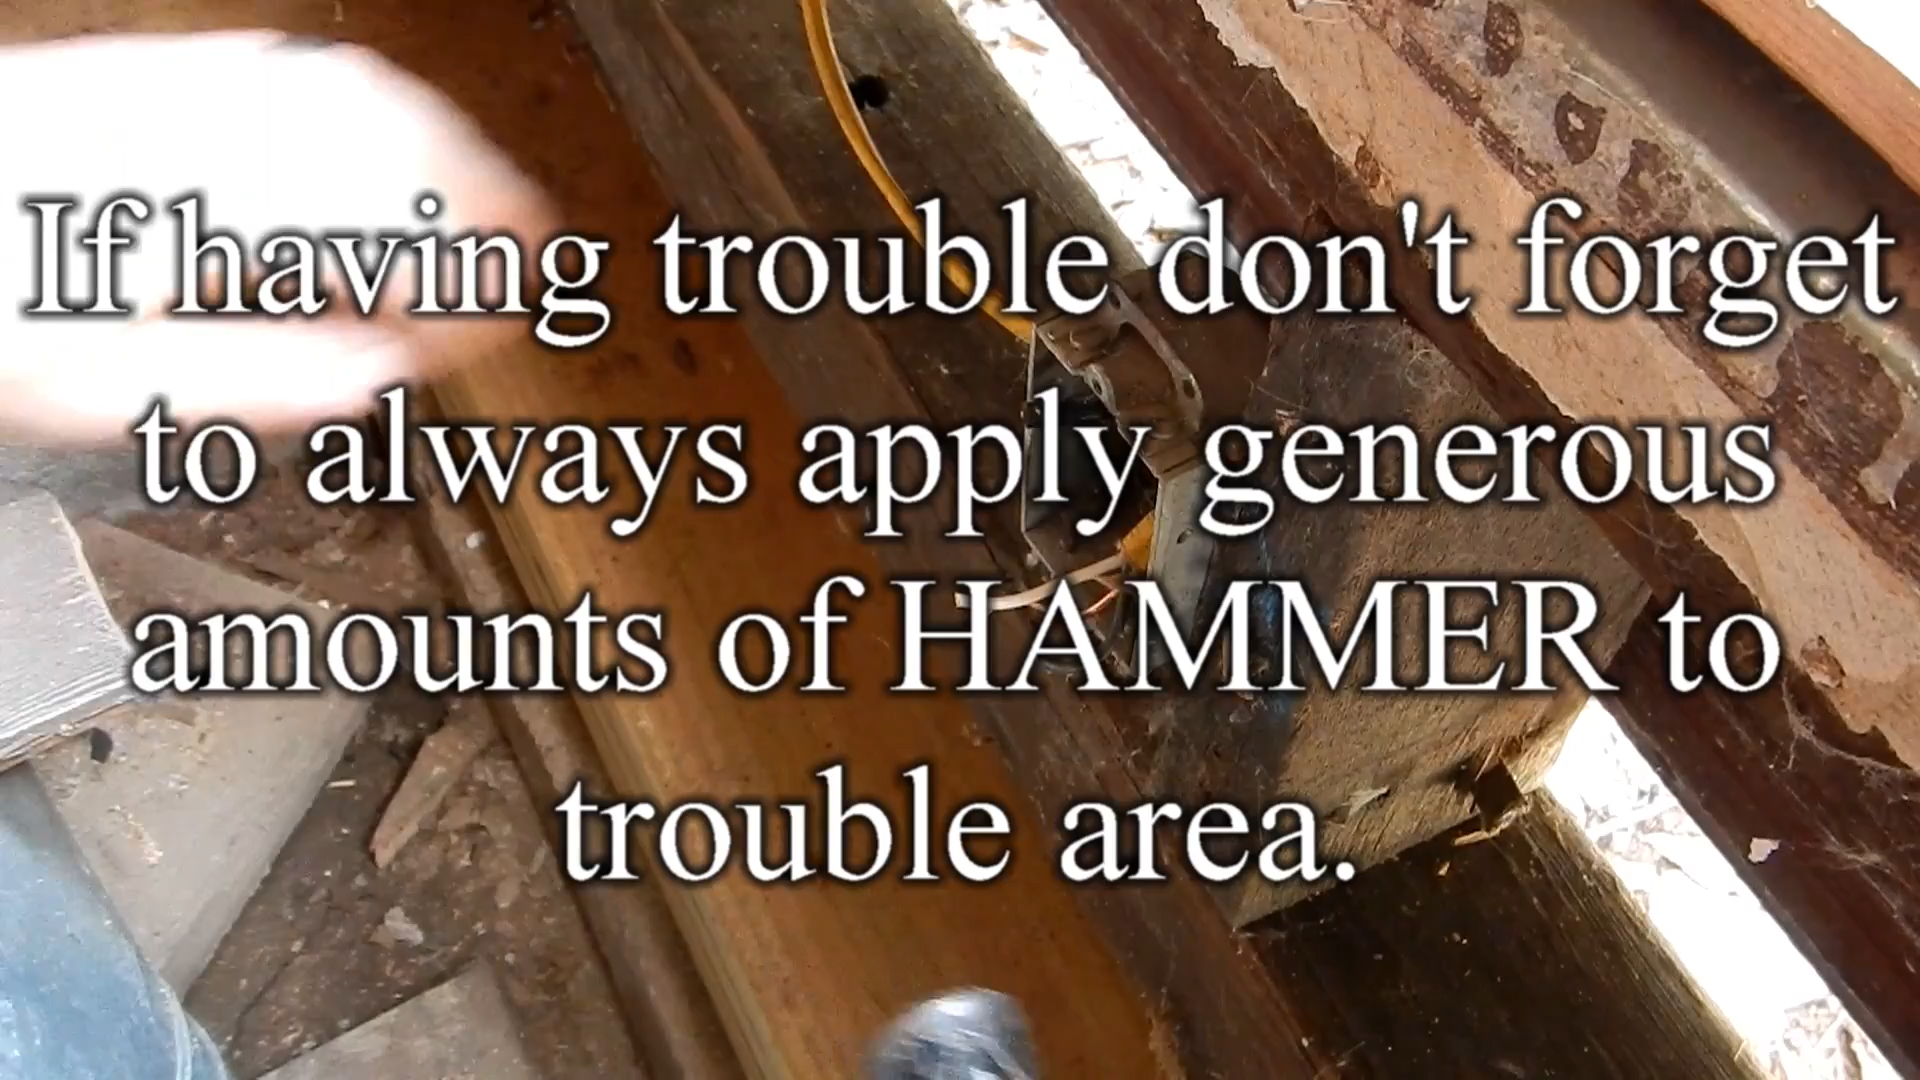 If having trouble don't forget
to always apply generous
amounts of HAMMER to
trouble area.